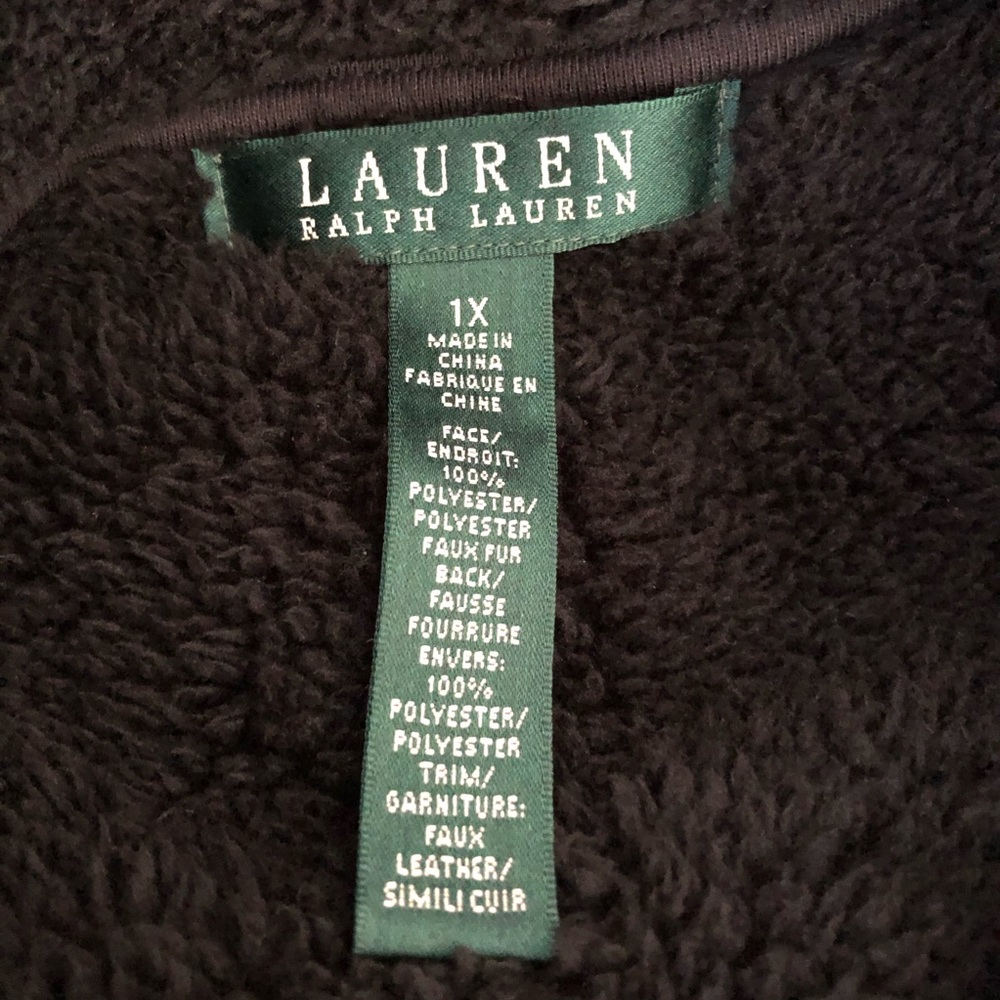 LAUREN
RALPH LAUREN
1X
MADE IN
CHINA
FABRIQUE EN
CHINE
FACE/
ENDROIT:
100%
POLYESTER/
POLYESTER
FAUX FUR
BACK/
FAUSSE
FOURRURE
ENVERS:
100%
POLYESTER/
POLYESTER
TRIM/
GARNITURE:
FAUX
LEATHER/
SIMILI CUIR